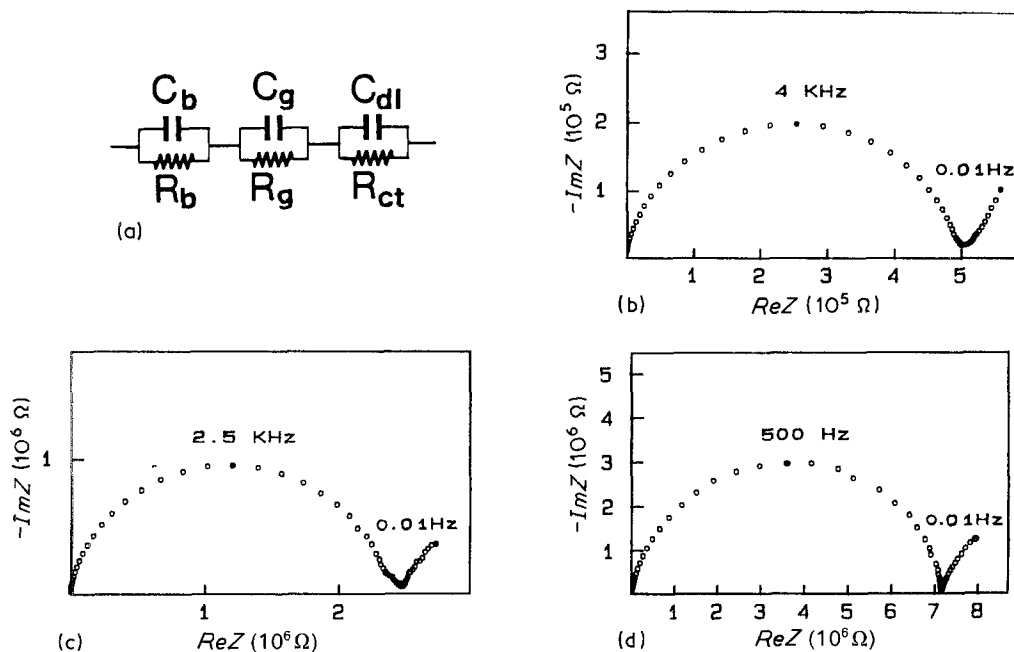 C_b C_g C_dl
R_b R_g R_ct
(a)
-ImZ (10^5 Ω)
3
2
1
4 KHz
0.01Hz
1 2 3 4 5
(b) ReZ (10^5 Ω)
-ImZ (10^6 Ω)
1
2.5 KHz
0.01Hz
1 2
(c) ReZ (10^6 Ω)
-ImZ (10^6 Ω)
5
4
3
2
1
500 Hz
0.01Hz
1 2 3 4 5 6 7 8
(d) ReZ (10^6 Ω)